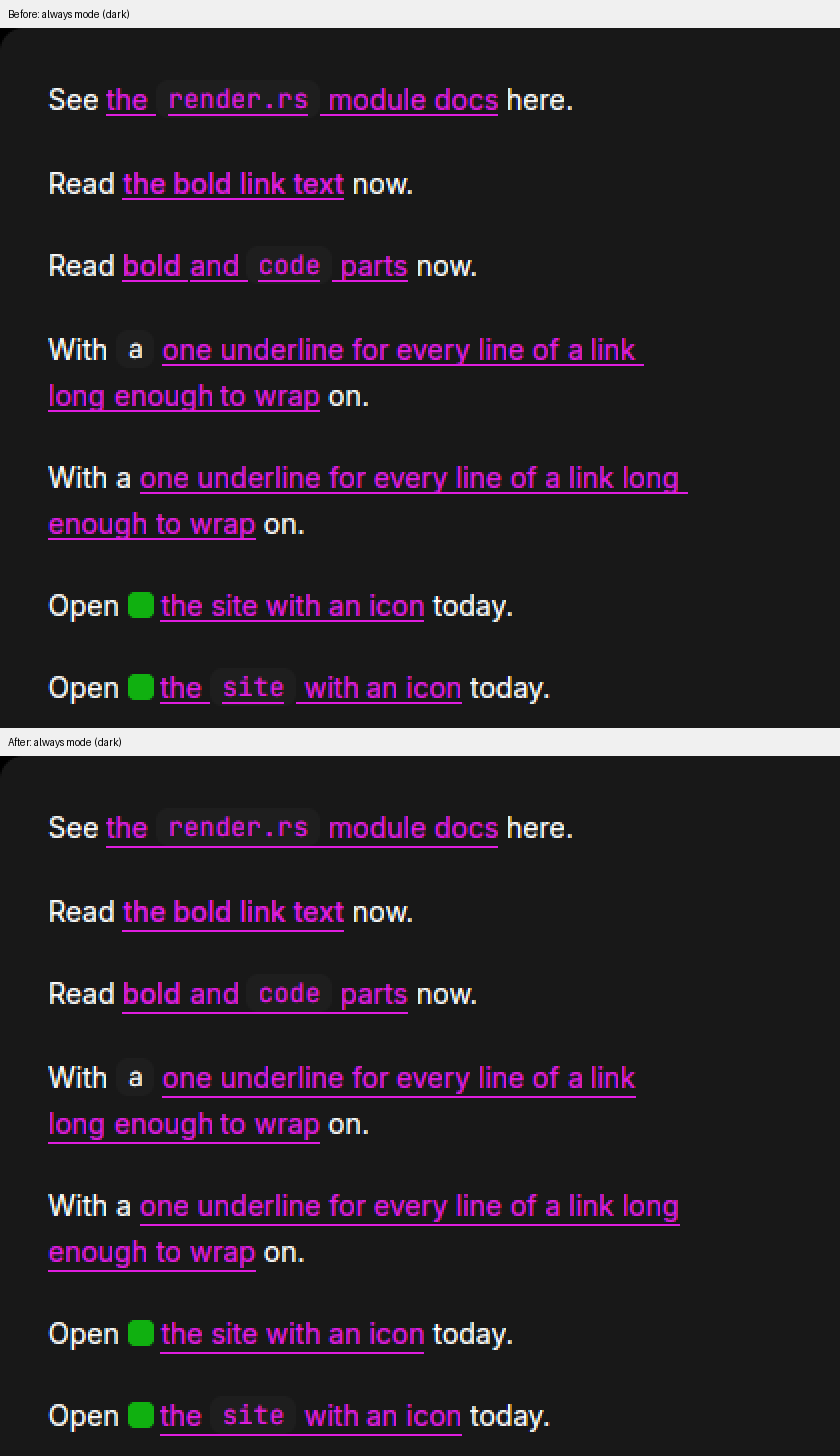 Before: always mode (dark)
See the render.rs module docs here.
Read the bold link text now.
Read bold and code parts now.
With a one underline for every line of a link
long enough to wrap on.
With a one underline for every line of a link long
enough to wrap on.
Open the site with an icon today.
Open the site with an icon today.
After: always mode (dark)
See the render.rs module docs here.
Read the bold link text now.
Read bold and code parts now.
With a one underline for every line of a link
long enough to wrap on.
With a one underline for every line of a link long
enough to wrap on.
Open the site with an icon today.
Open the site with an icon today.